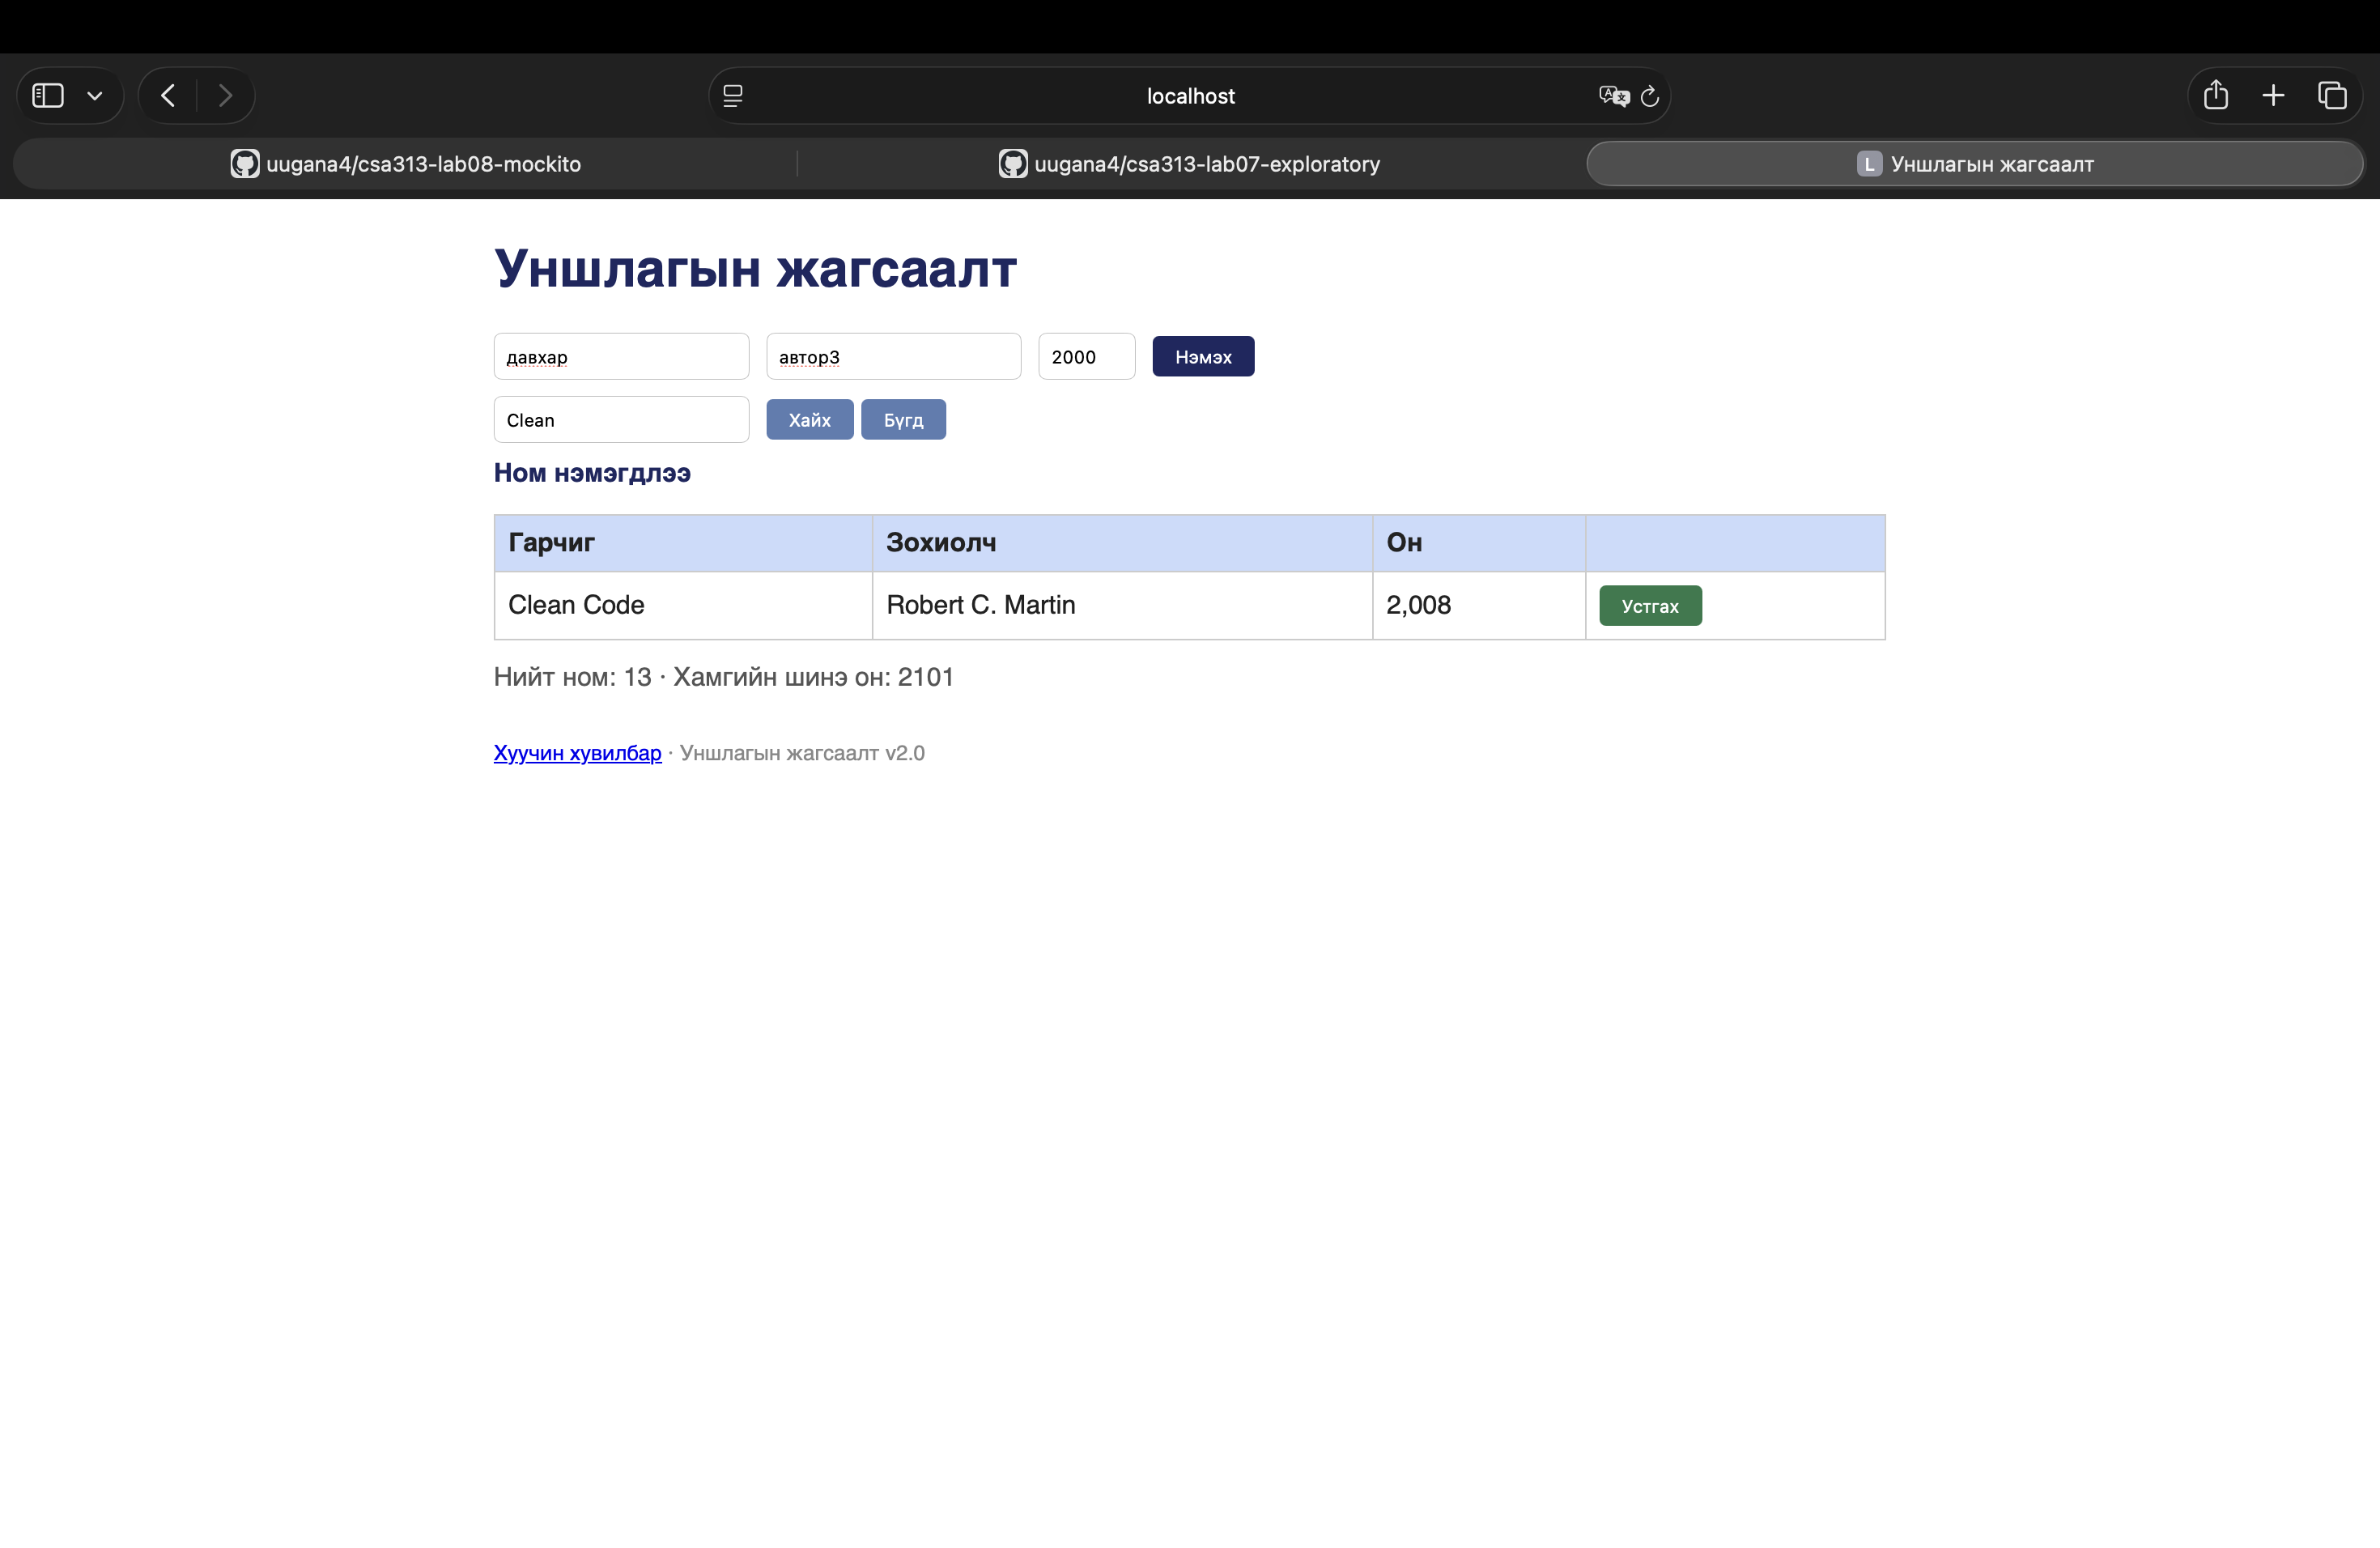 localhost
uugana4/csa313-lab08-mockito
uugana4/csa313-lab07-exploratory
L Уншлагын жагсаалт
Уншлагын жагсаалт
давхар автор3 2000 Нэмэх
Clean Хайх Бүгд
Ном нэмэгдлээ
Гарчиг Зохиолч Он
Clean Code Robert C. Martin 2,008 Устгах
Нийт ном: 13 · Хамгийн шинэ он: 2101
Хуучин хувилбар · Уншлагын жагсаалт v2.0